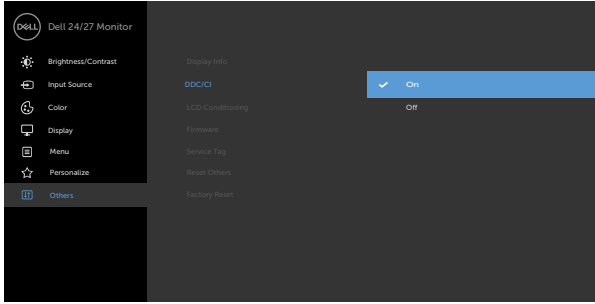 DELL Dell 24/27 Monitor
Brightness/Contrast Display Info
Input Source DDC/CI On
Color LCD Conditioning Off
Display Firmware
Menu Service Tag
Personalize Reset Others
Others Factory Reset